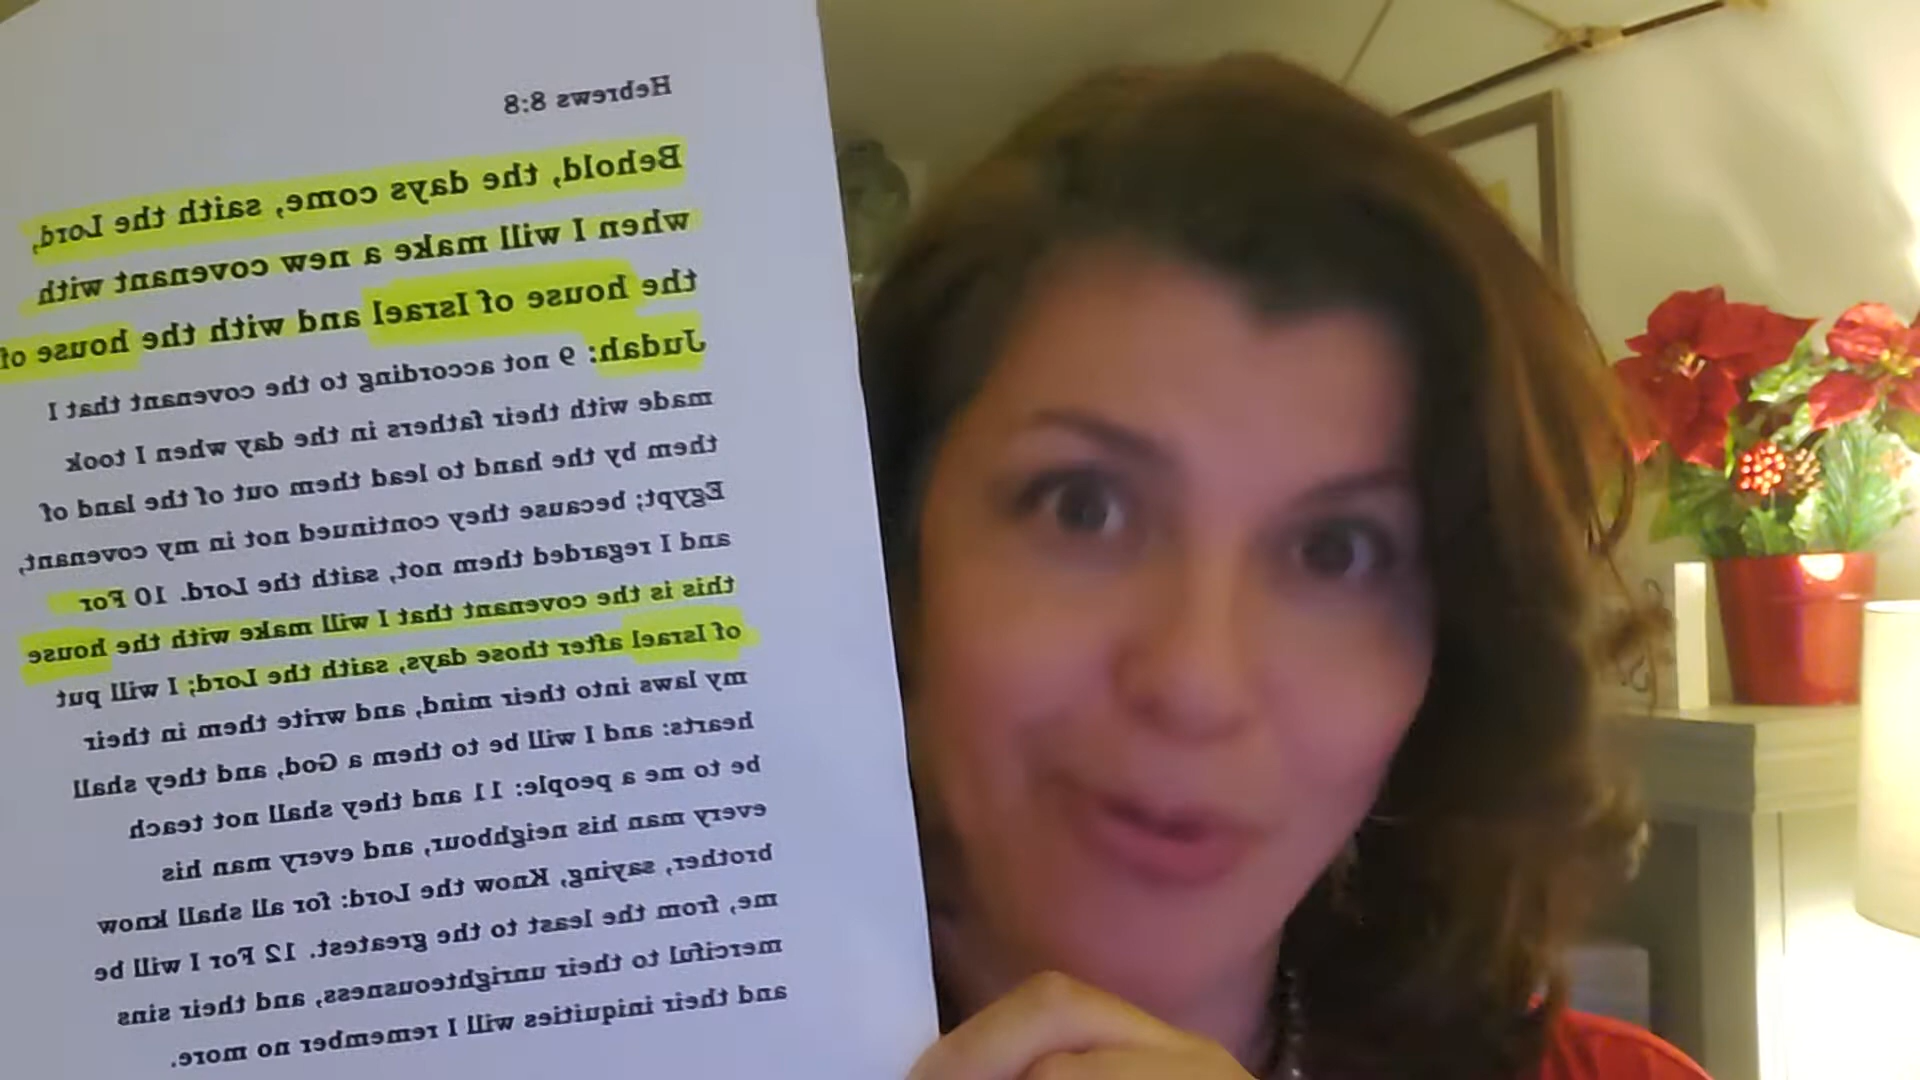 Hebrews 8:8
Behold, the days come, saith the Lord,
when I will make a new covenant with
the house of Israel and with the house of
Judah: 9 not according to the covenant that I
made with their fathers in the day when I took
them by the hand to lead them out of the land of
Egypt; because they continued not in my covenant,
and I regarded them not, saith the Lord. 10 For
this is the covenant that I will make with the house
of Israel after those days, saith the Lord; I will put
my laws into their mind, and write them in their
hearts: and I will be to them a God, and they shall
be to me a people: 11 and they shall not teach
every man his neighbour, and every man his
brother, saying, Know the Lord: for all shall know
me, from the least to the greatest. 12 For I will be
merciful to their unrighteousness, and their sins
and their iniquities will I remember no more.